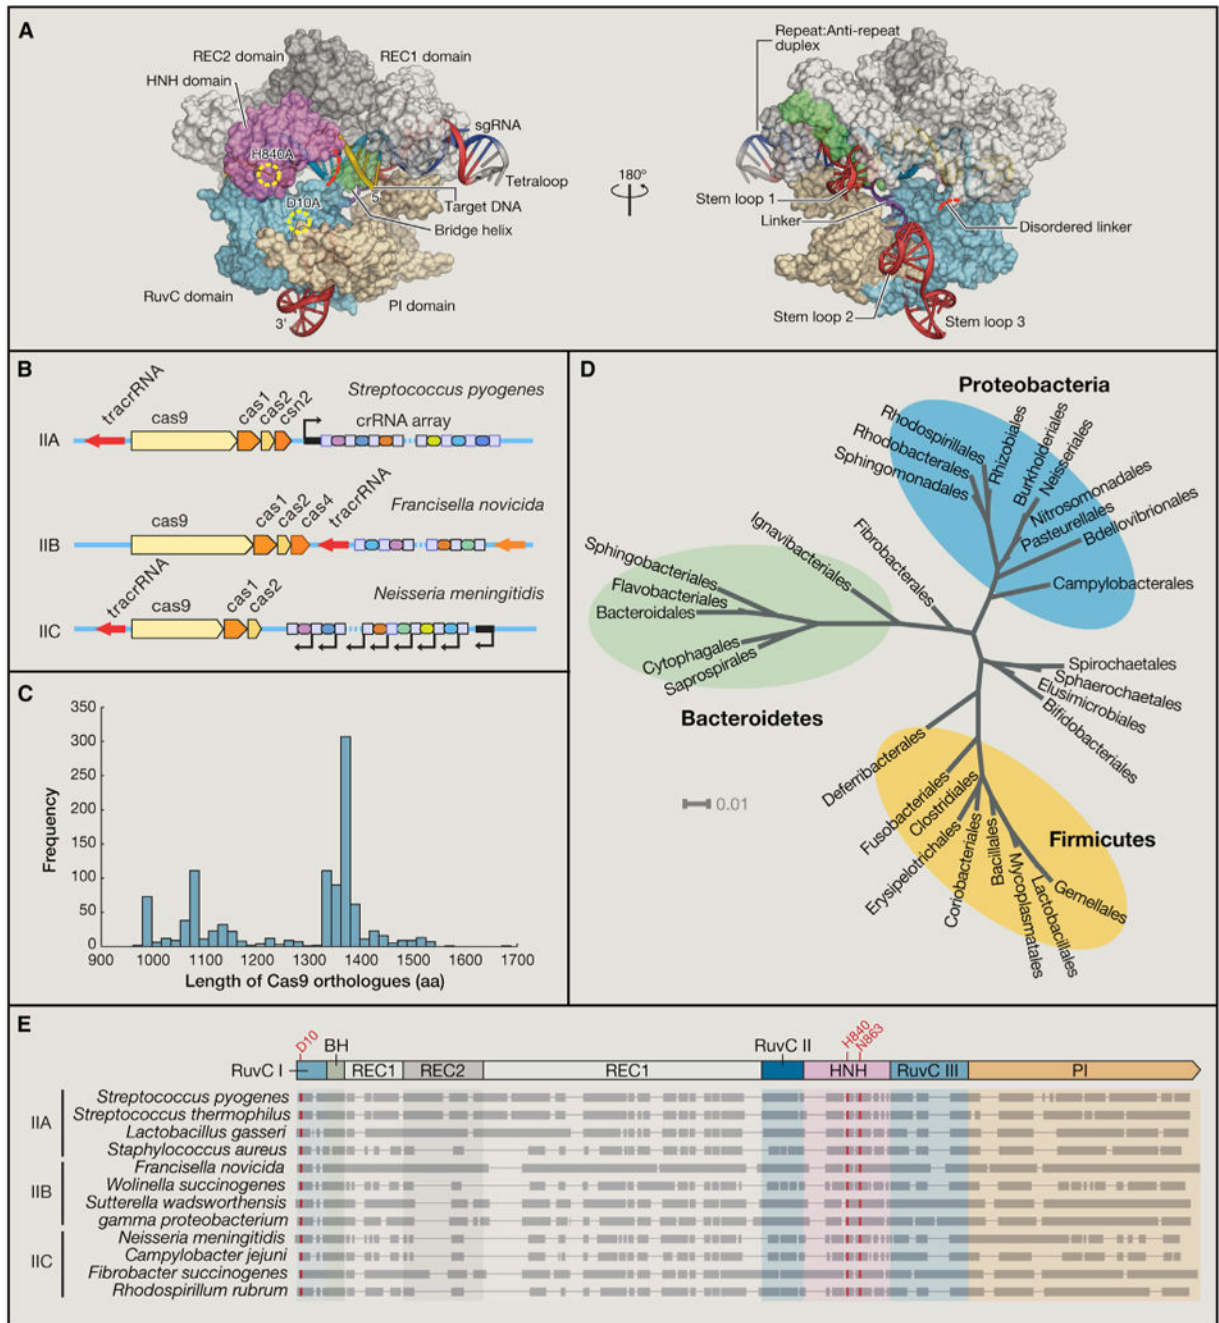 A
REC2 domain
REC1 domain
HNH domain
H840A
D10A
sgRNA
Tetraloop
5'
Target DNA
Bridge helix
RuvC domain
PI domain
3'
180°
Repeat:Anti-repeat
duplex
Stem loop 1
Linker
Disordered linker
Stem loop 2
Stem loop 3
B
Streptococcus pyogenes
IIA
tracrRNA
cas9
cas1
cas2
csn2
crRNA array
Francisella novicida
IIB
cas9
cas1
cas2
cas4
tracrRNA
Neisseria meningitidis
IIC
tracrRNA
cas9
cas1
cas2
C
Frequency
350
300
250
200
150
100
50
0
900 1000 1100 1200 1300 1400 1500 1600 1700
Length of Cas9 orthologues (aa)
D
Proteobacteria
Rhodospirillales
Rhodobacterales
Sphingomonadales
Rhizobiales
Burkholderiales
Neisseriales
Nitrosomonadales
Pasteurellales
Bdellovibrionales
Campylobacterales
Fibrobacterales
Ignavibacteriales
Sphingobacteriales
Flavobacteriales
Bacteroidales
Cytophagales
Saprospirales
Bacteroidetes
Spirochaetales
Sphaerochaetales
Elusimicrobiales
Bifidobacteriales
Deferribacterales
Fusobacteriales
Clostridiales
Erysipelotrichales
Coriobacteriales
Bacillales
Mycoplasmatales
Lactobacillales
Gemellales
Firmicutes
0.01
E
D10
BH
RuvC II
H840
N863
RuvC I
REC1
REC2
REC1
HNH
RuvC III
PI
IIA
Streptococcus pyogenes
Streptococcus thermophilus
Lactobacillus gasseri
Staphylococcus aureus
IIB
Francisella novicida
Wolinella succinogenes
Sutterella wadsworthensis
gamma proteobacterium
IIC
Neisseria meningitidis
Campylobacter jejuni
Fibrobacter succinogenes
Rhodospirillum rubrum